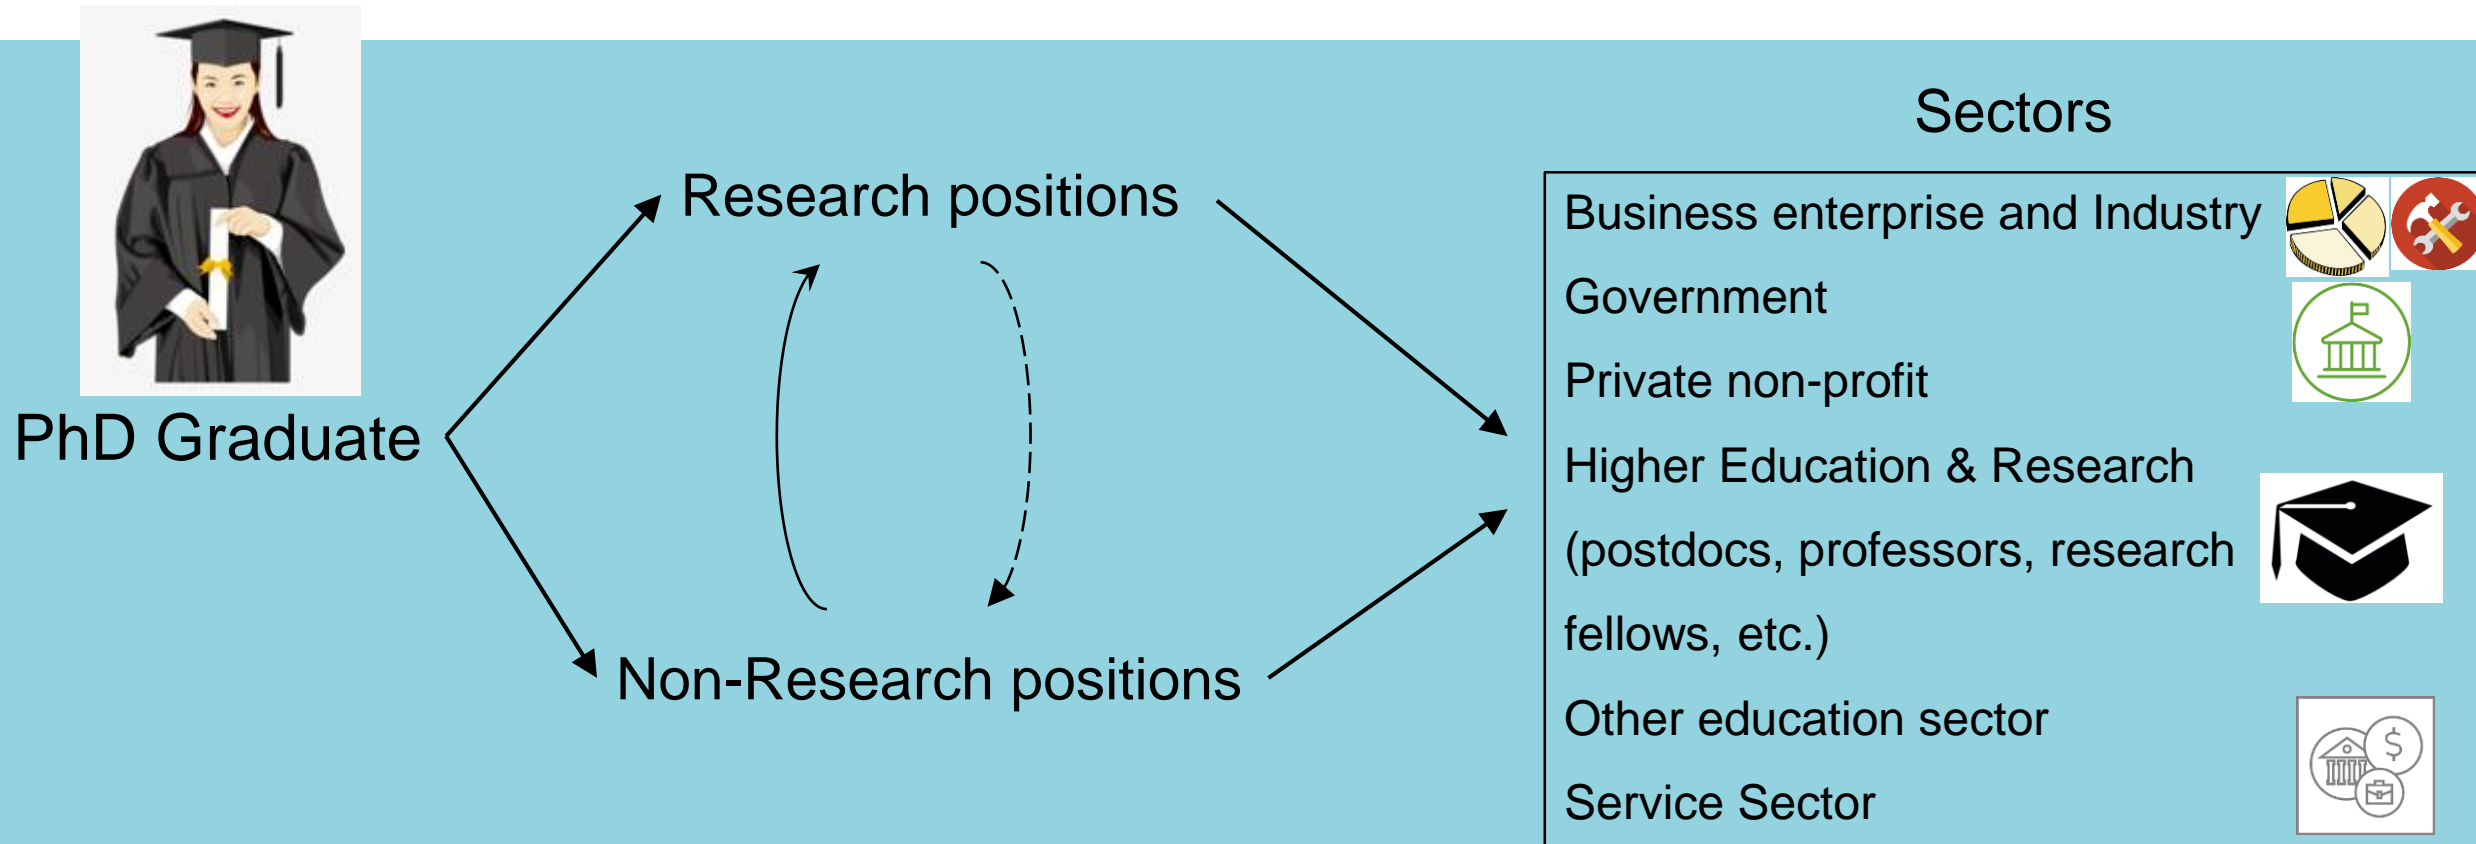 PhD Graduate
Research positions
Non-Research positions
Sectors
Business enterprise and Industry
Government
Private non-profit
Higher Education & Research
(postdocs, professors, research
fellows, etc.)
Other education sector
Service Sector
$